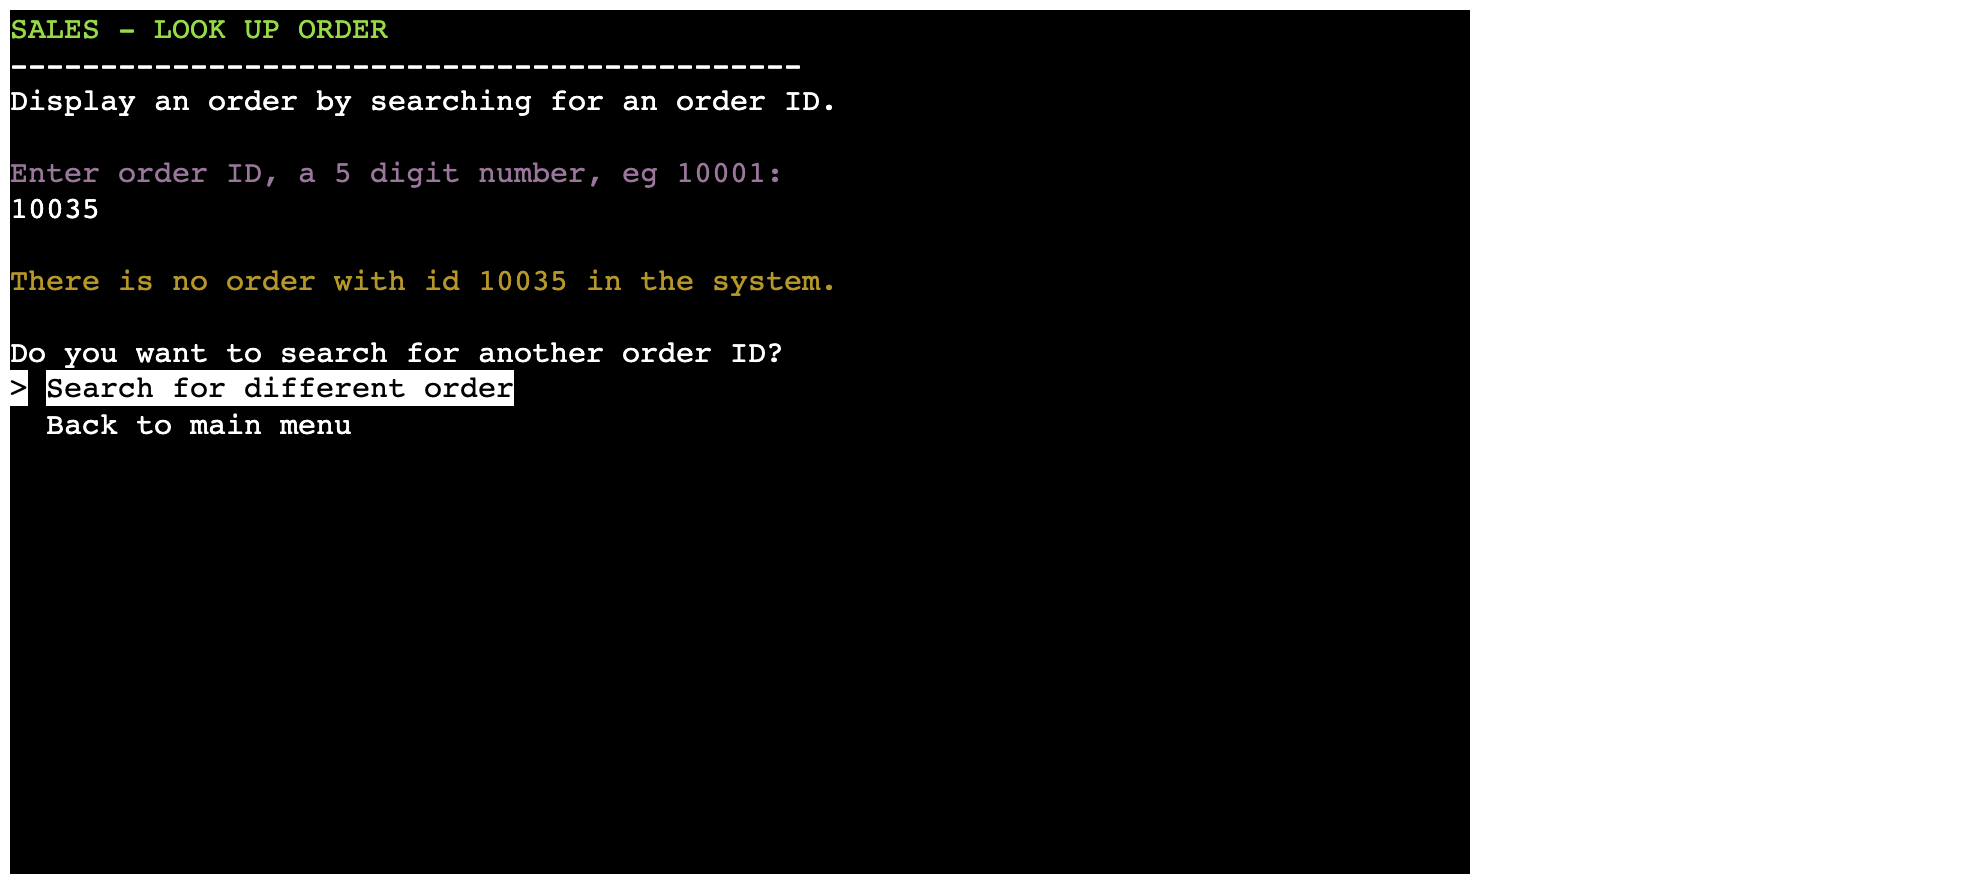 SALES - LOOK UP ORDER
--------------------------------------------
Display an order by searching for an order ID.
Enter order ID, a 5 digit number, eg 10001:
10035
There is no order with id 10035 in the system.
Do you want to search for another order ID?
> Search for different order
Back to main menu